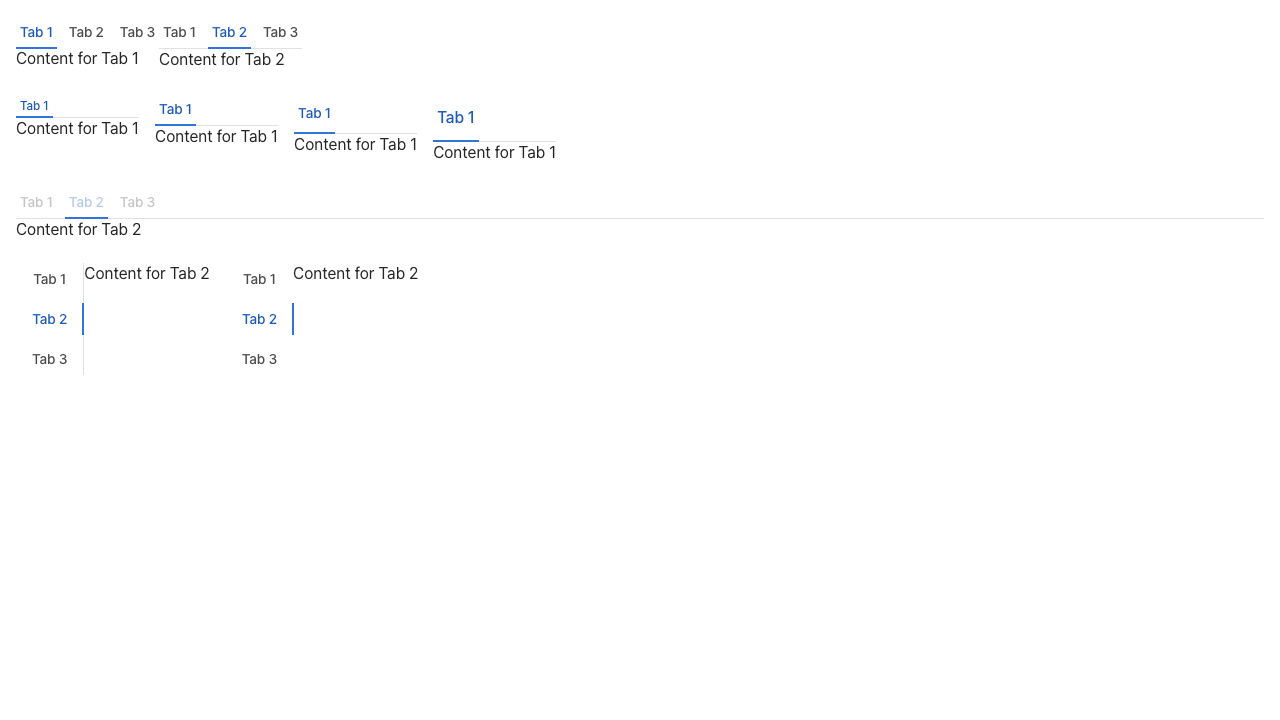 Tab 1 Tab 2 Tab 3 Tab 1 Tab 2 Tab 3
Content for Tab 1 Content for Tab 2
Tab 1 Tab 1 Tab 1 Tab 1
Content for Tab 1 Content for Tab 1 Content for Tab 1 Content for Tab 1
Tab 1 Tab 2 Tab 3
Content for Tab 2
Tab 1 Content for Tab 2 Tab 1 Content for Tab 2
Tab 2 Tab 2
Tab 3 Tab 3